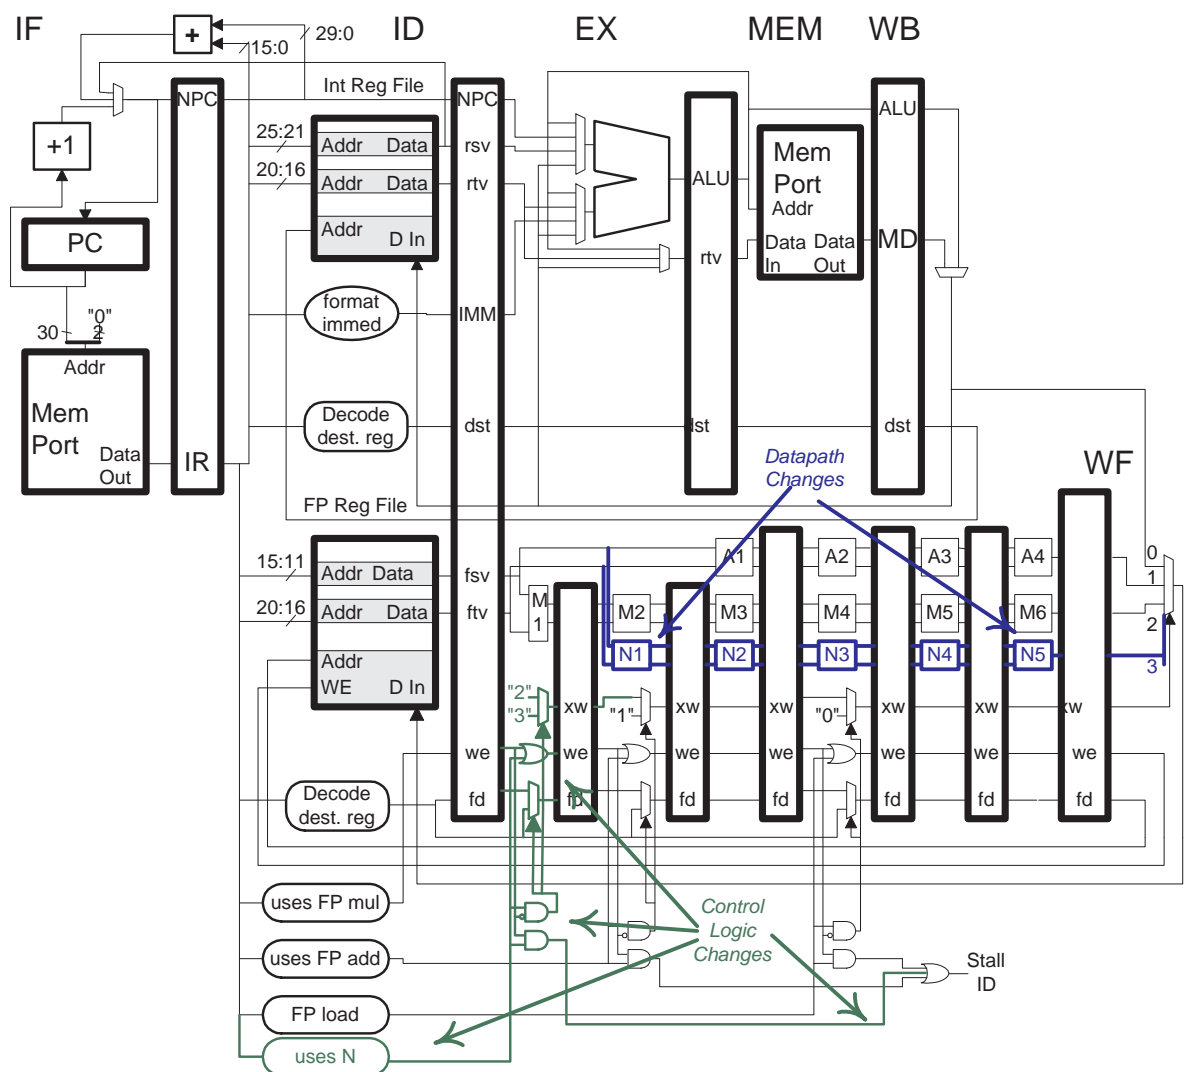 IF
ID
EX
MEM
WB
+
29:0
15:0
Int Reg File
NPC
NPC
ALU
+1
25:21
Addr Data
rsv
Mem
Port
Addr
20:16
Addr Data
rtv
ALU
PC
Addr
D In
Data
In
Data
Out
MD
rtv
format
immed
IMM
30
"0"
2
Addr
Mem
Port
Data
Out
IR
Decode
dest. reg
dst
dst
dst
Datapath
Changes
WF
FP Reg File
15:11
Addr Data
fsv
A1
A2
A3
A4
0
1
20:16
Addr Data
ftv
M
1
M2
M3
M4
M5
M6
2
Addr
WE D In
N1
N2
N3
N4
N5
3
"2"
"3"
xw
"1"
xw
xw
"0"
xw
xw
xw
we
we
we
we
we
we
we
Decode
dest. reg
fd
fd
fd
fd
fd
fd
fd
uses FP mul
Control
Logic
Changes
uses FP add
Stall
ID
FP load
uses N